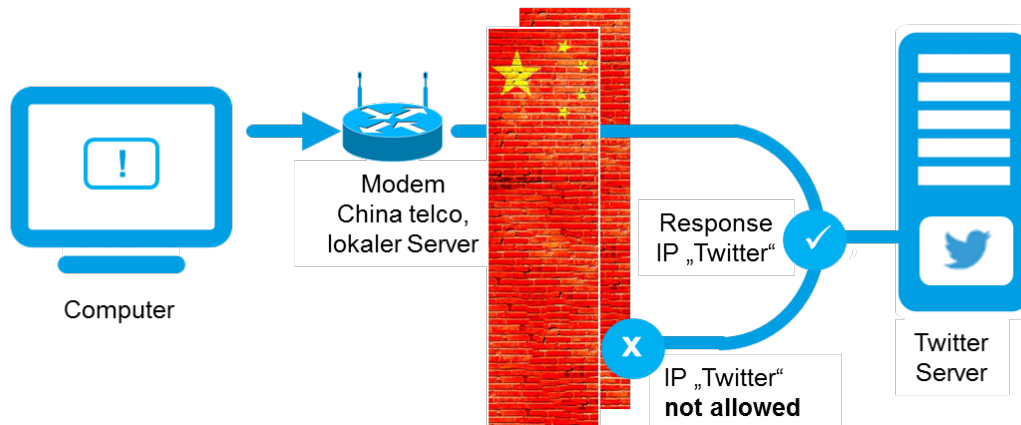 !
Computer
Modem
China telco,
lokaler Server
Response
IP „Twitter“
✓
x
IP „Twitter“
not allowed
Twitter
Server